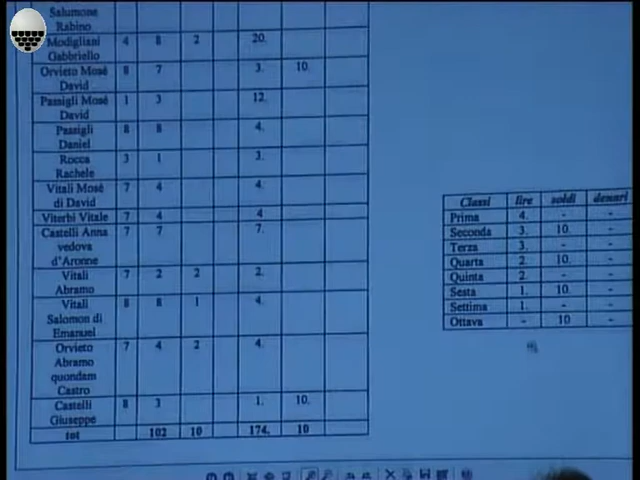 Salumone
Rabino
Modigliani 4 8 2 20.
Gabbriello
Orvieto Mosè 8 7 3. 10.
David
Passigli Mosè 1 3 12.
David
Passigli 8 8 4.
Daniel
Rocca 3 1 3.
Rachele
Vitali Mosè 7 4 4.
di David
Viterbi Vitale 7 4 4
Castelli Anna 7 7 7.
vedova
d'Aronne
Vitali 7 2 2 2.
Abramo
Vitali 8 8 1 4.
Salomon di
Emanuel
Orvieto 7 4 2 4.
Abramo
quondam
Castro
Castelli 8 3 1. 10.
Giuseppe
tot 102 10 174. 10
Classi lire soldi denari
Prima 4. - -
Seconda 3. 10. -
Terza 3. - -
Quarta 2. 10. -
Quinta 2. - -
Sesta 1. 10. -
Settima 1. - -
Ottava - 10 -